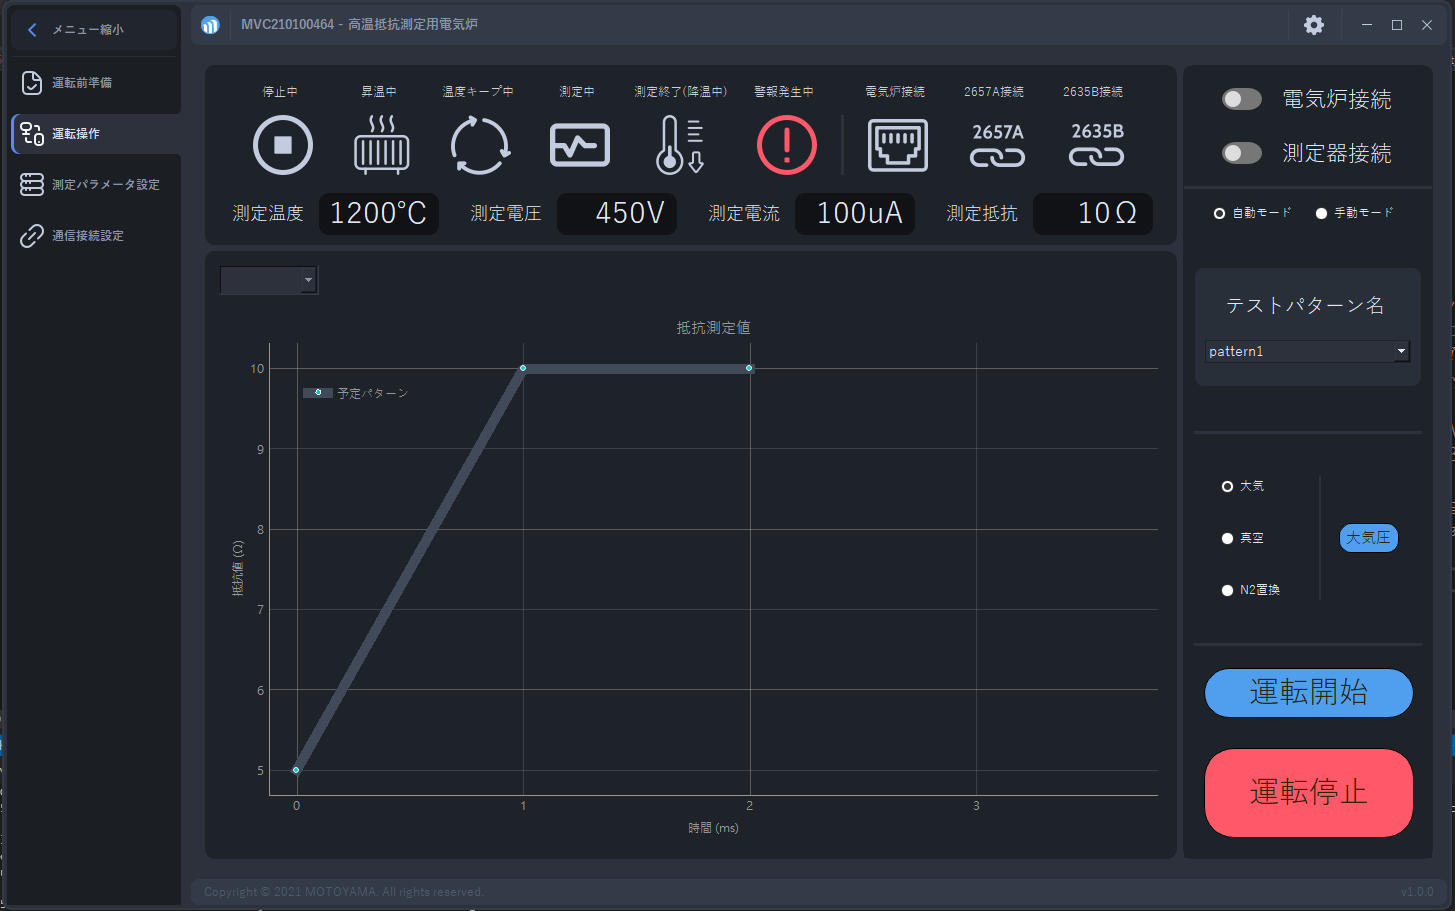 メニュー縮小
運転前準備
運転操作
測定パラメータ設定
通信接続設定
MVC210100464 - 高温抵抗測定用電気炉
停止中
昇温中
温度キープ中
測定中
測定終了(降温中)
警報発生中
電気炉接続
2657A接続
2635B接続
2657A
2635B
測定温度 1200℃
測定電圧 450V
測定電流 100uA
測定抵抗 10Ω
抵抗測定値
予定パターン
10
9
8
7
6
5
抵抗値 (Ω)
0 1 2 3
時間 (ms)
電気炉接続
測定器接続
自動モード 手動モード
テストパターン名
pattern1
大気
真空
N2置換
大気圧
運転開始
運転停止
Copyright © 2021 MOTOYAMA. All rights reserved.
v1.0.0